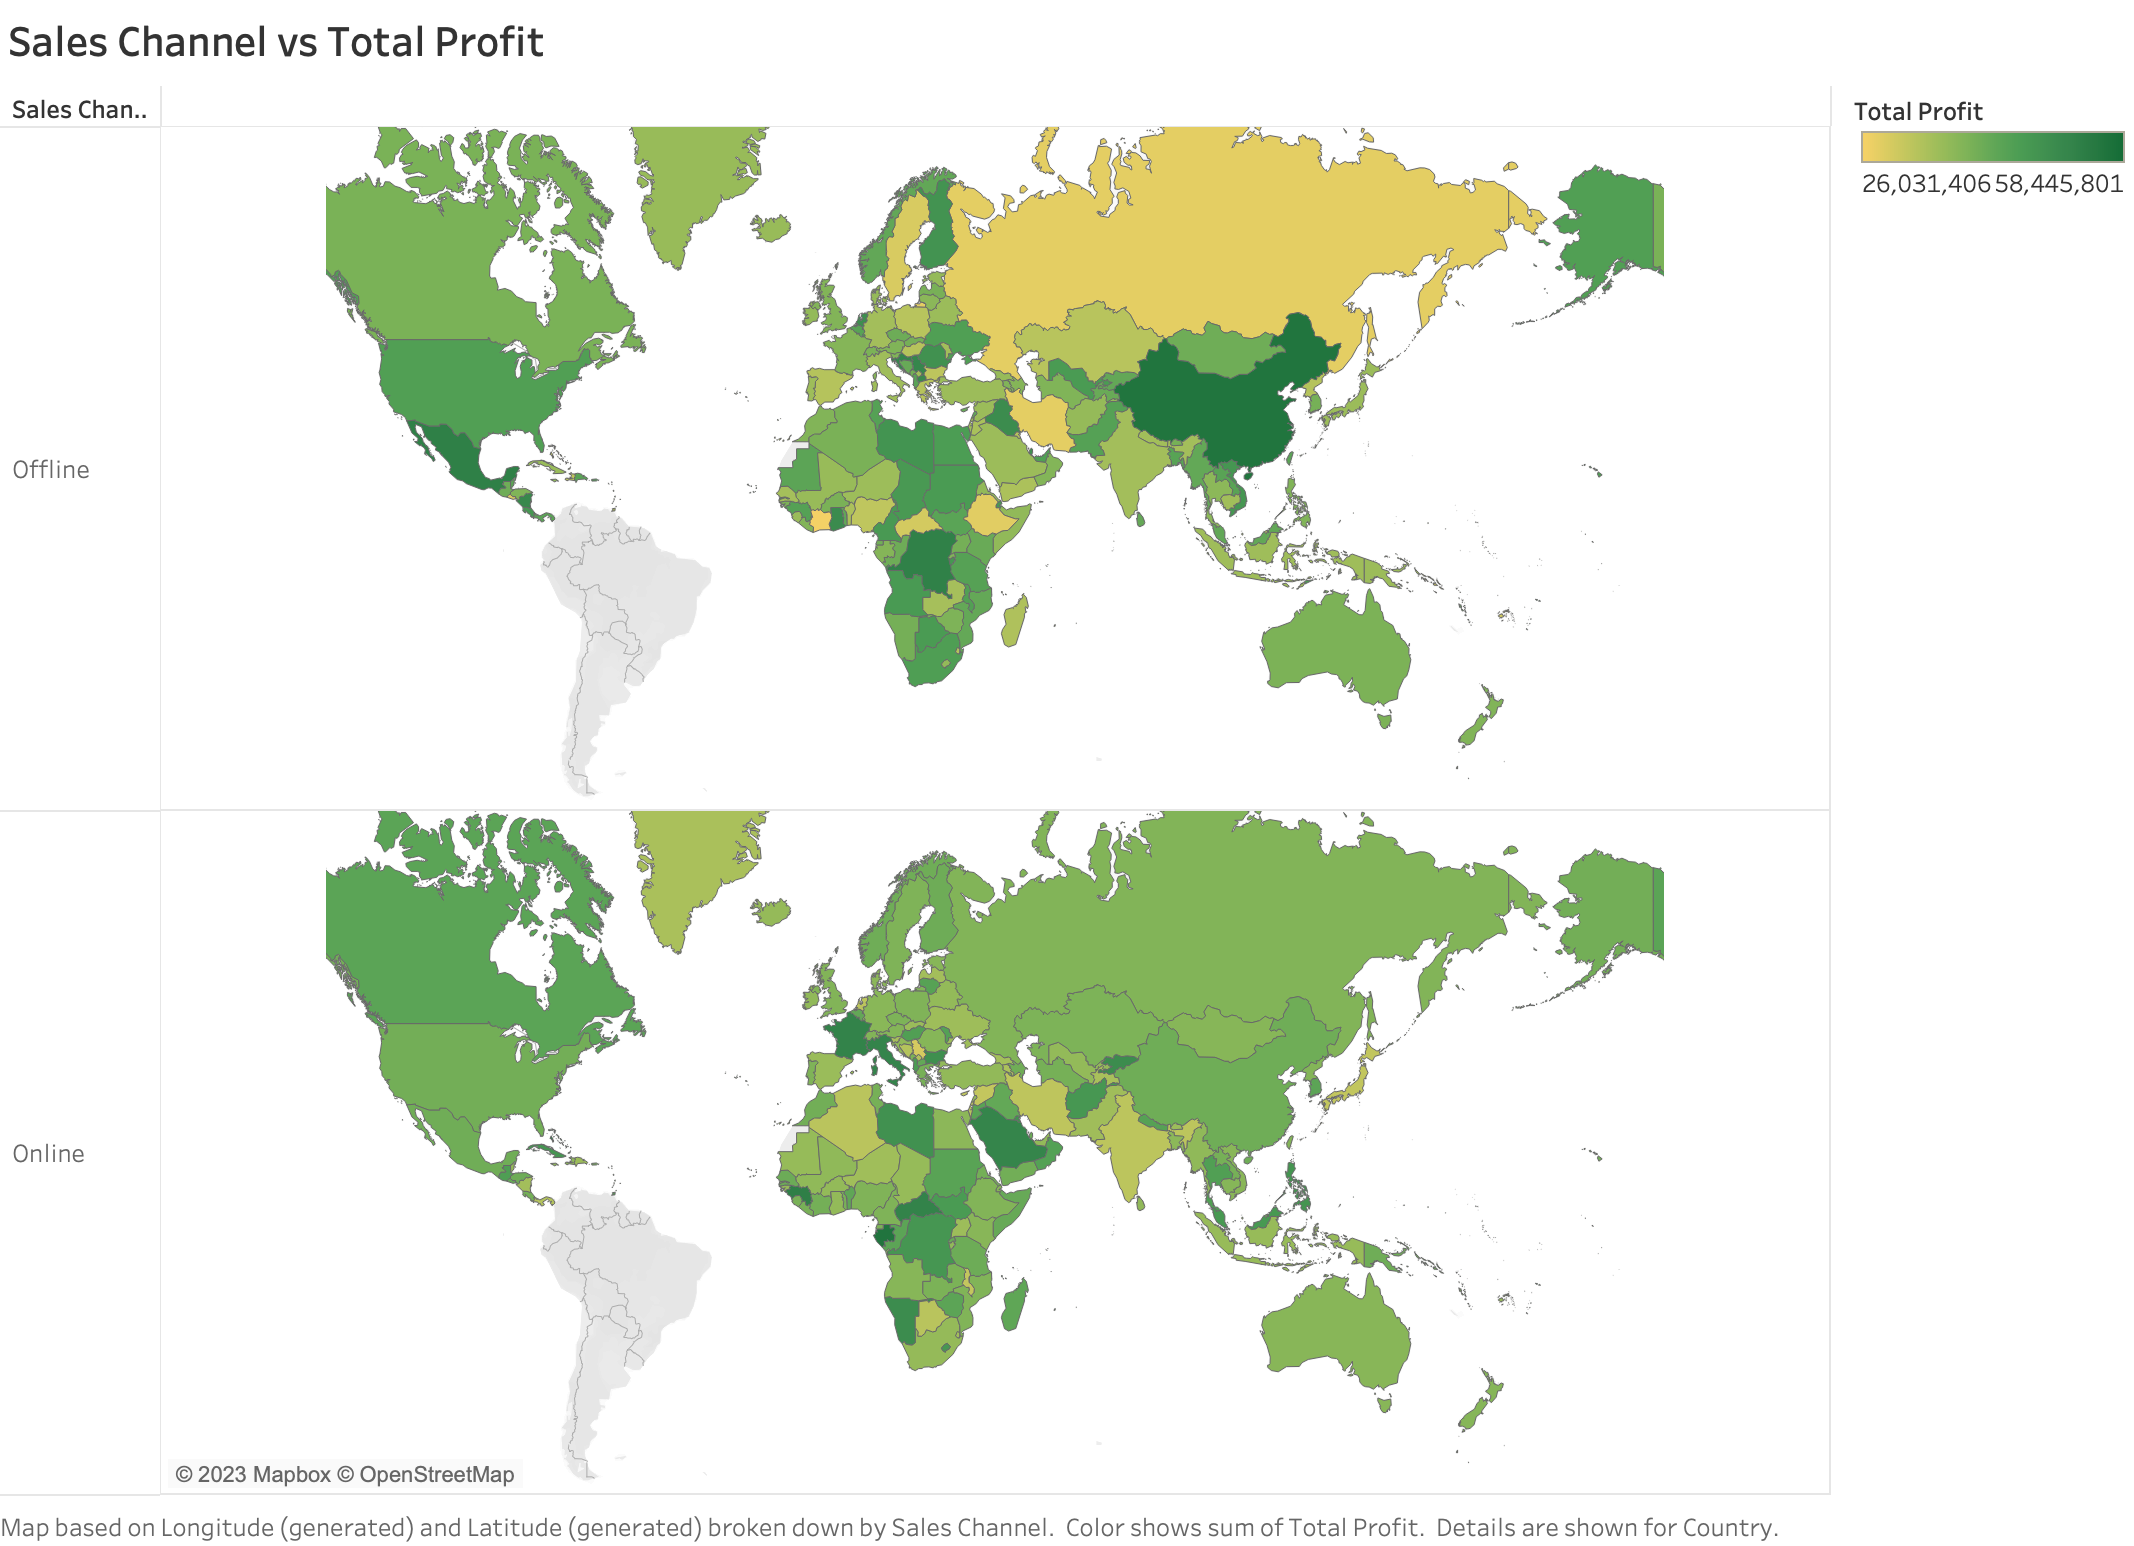 Sales Channel vs Total Profit
Sales Chan..
Total Profit
26,031,406 58,445,801
Offline
Online
© 2023 Mapbox © OpenStreetMap
Map based on Longitude (generated) and Latitude (generated) broken down by Sales Channel.  Color shows sum of Total Profit.  Details are shown for Country.